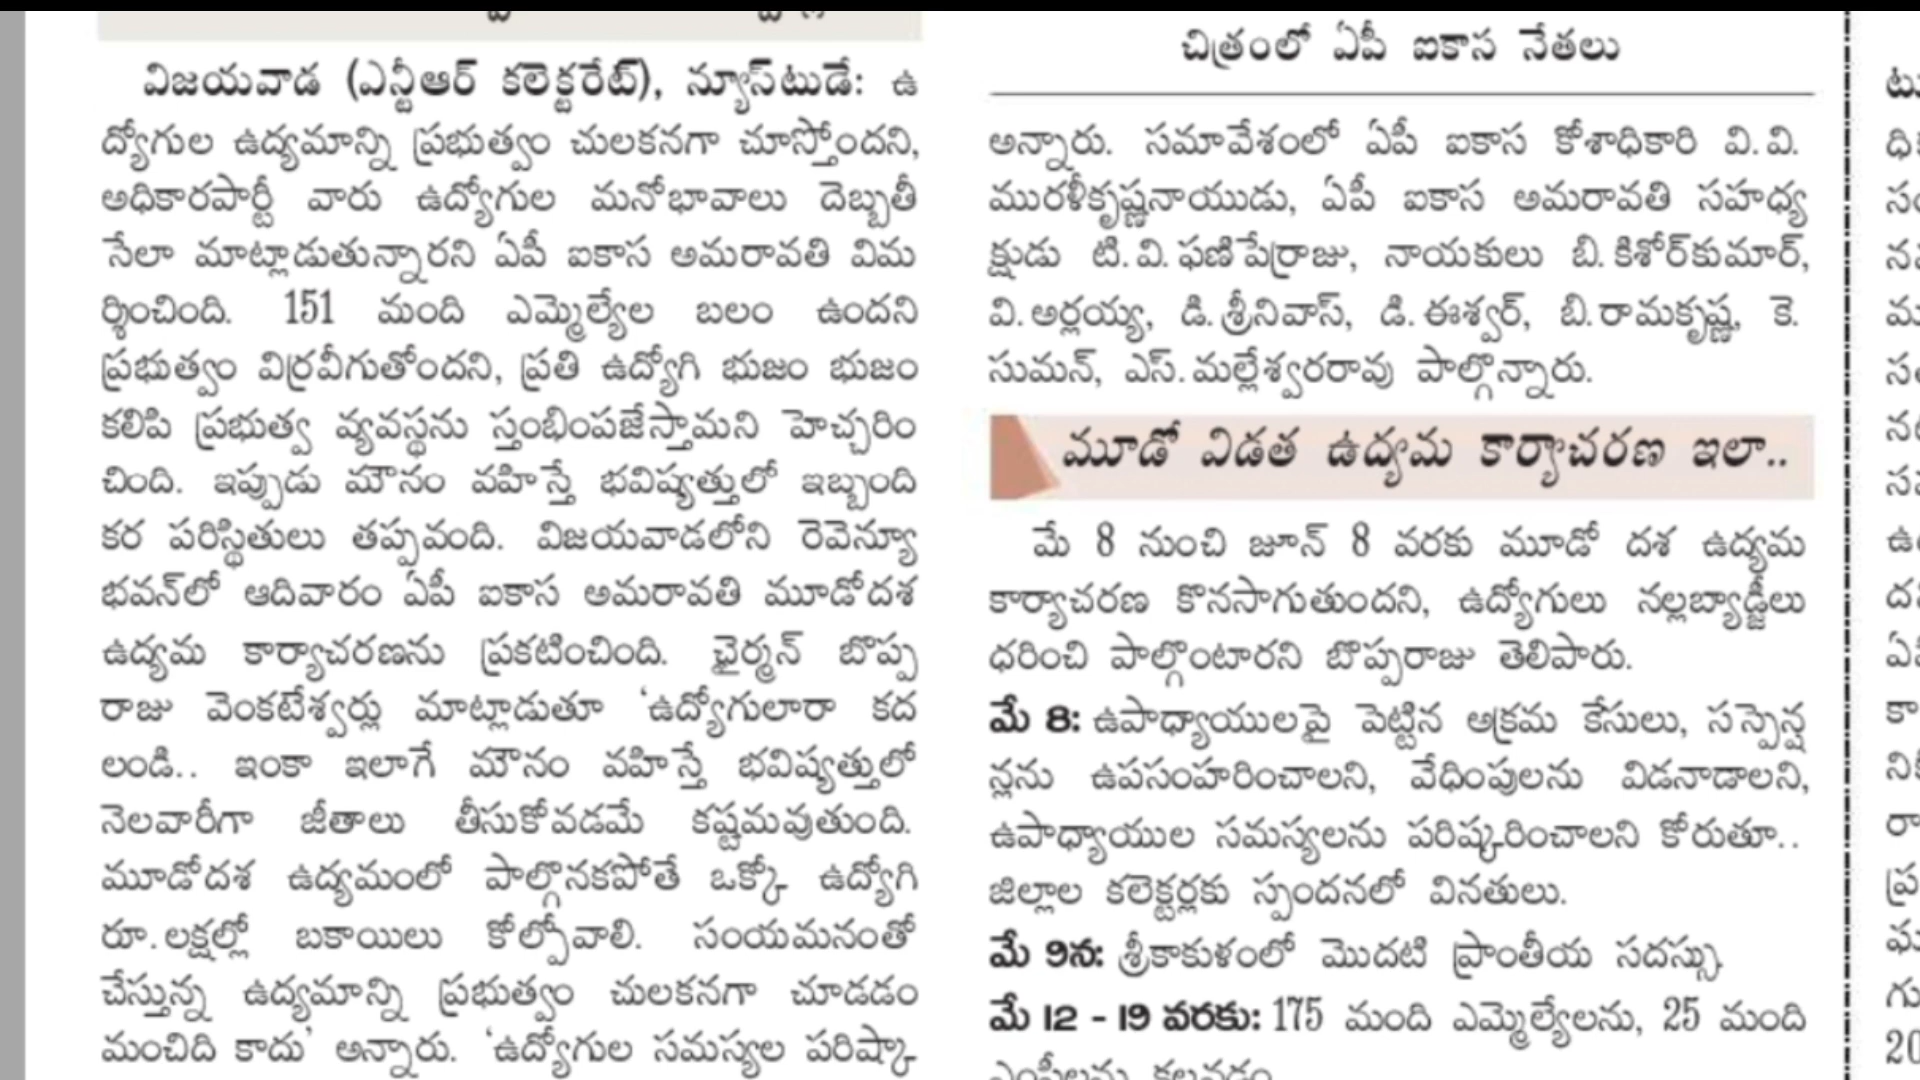 విజయవాడ (ఎన్టీఆర్ కలెక్టరేట్), న్యూస్‌టుడే: ఉ
ద్యోగుల ఉద్యమాన్ని ప్రభుత్వం చులకనగా చూస్తోందని,
అధికారపార్టీ వారు ఉద్యోగుల మనోభావాలు దెబ్బతీ
సేలా మాట్లాడుతున్నారని ఏపీ ఐకాస అమరావతి విమ
ర్శించింది. 151 మంది ఎమ్మెల్యేల బలం ఉందని
ప్రభుత్వం విర్రవీగుతోందని, ప్రతి ఉద్యోగి భుజం భుజం
కలిపి ప్రభుత్వ వ్యవస్థను స్తంభింపజేస్తామని హెచ్చరిం
చింది. ఇప్పుడు మౌనం వహిస్తే భవిష్యత్తులో ఇబ్బంది
కర పరిస్థితులు తప్పవంది. విజయవాడలోని రెవెన్యూ
భవన్‌లో ఆదివారం ఏపీ ఐకాస అమరావతి మూడోదశ
ఉద్యమ కార్యాచరణను ప్రకటించింది. ఛైర్మన్ బొప్ప
రాజు వెంకటేశ్వర్లు మాట్లాడుతూ ‘ఉద్యోగులారా కద
లండి.. ఇంకా ఇలాగే మౌనం వహిస్తే భవిష్యత్తులో
నెలవారీగా జీతాలు తీసుకోవడమే కష్టమవుతుంది.
మూడోదశ ఉద్యమంలో పాల్గొనకపోతే ఒక్కో ఉద్యోగి
రూ.లక్షల్లో బకాయిలు కోల్పోవాలి. సంయమనంతో
చేస్తున్న ఉద్యమాన్ని ప్రభుత్వం చులకనగా చూడడం
మంచిది కాదు’ అన్నారు. ‘ఉద్యోగుల సమస్యల పరిష్కా
చిత్రంలో ఏపీ ఐకాస నేతలు
అన్నారు. సమావేశంలో ఏపీ ఐకాస కోశాధికారి వి.వి.
మురళీకృష్ణనాయుడు, ఏపీ ఐకాస అమరావతి సహధ్య
క్షుడు టి.వి.ఫణిపేర్రాజు, నాయకులు బి.కిశోర్‌కుమార్,
వి.అర్లయ్య, డి.శ్రీనివాస్, డి.ఈశ్వర్, బి.రామకృష్ణ, కె.
సుమన్, ఎస్.మల్లేశ్వరరావు పాల్గొన్నారు.
మూడో విడత ఉద్యమ కార్యాచరణ ఇలా..
మే 8 నుంచి జూన్ 8 వరకు మూడో దశ ఉద్యమ
కార్యాచరణ కొనసాగుతుందని, ఉద్యోగులు నల్లబ్యాడ్జీలు
ధరించి పాల్గొంటారని బొప్పరాజు తెలిపారు.
మే 8: ఉపాధ్యాయులపై పెట్టిన అక్రమ కేసులు, సస్పెన్ష
న్లను ఉపసంహరించాలని, వేధింపులను విడనాడాలని,
ఉపాధ్యాయుల సమస్యలను పరిష్కరించాలని కోరుతూ..
జిల్లాల కలెక్టర్లకు స్పందనలో వినతులు.
మే 9న: శ్రీకాకుళంలో మొదటి ప్రాంతీయ సదస్సు.
మే 12 - 19 వరకు: 175 మంది ఎమ్మెల్యేలను, 25 మంది